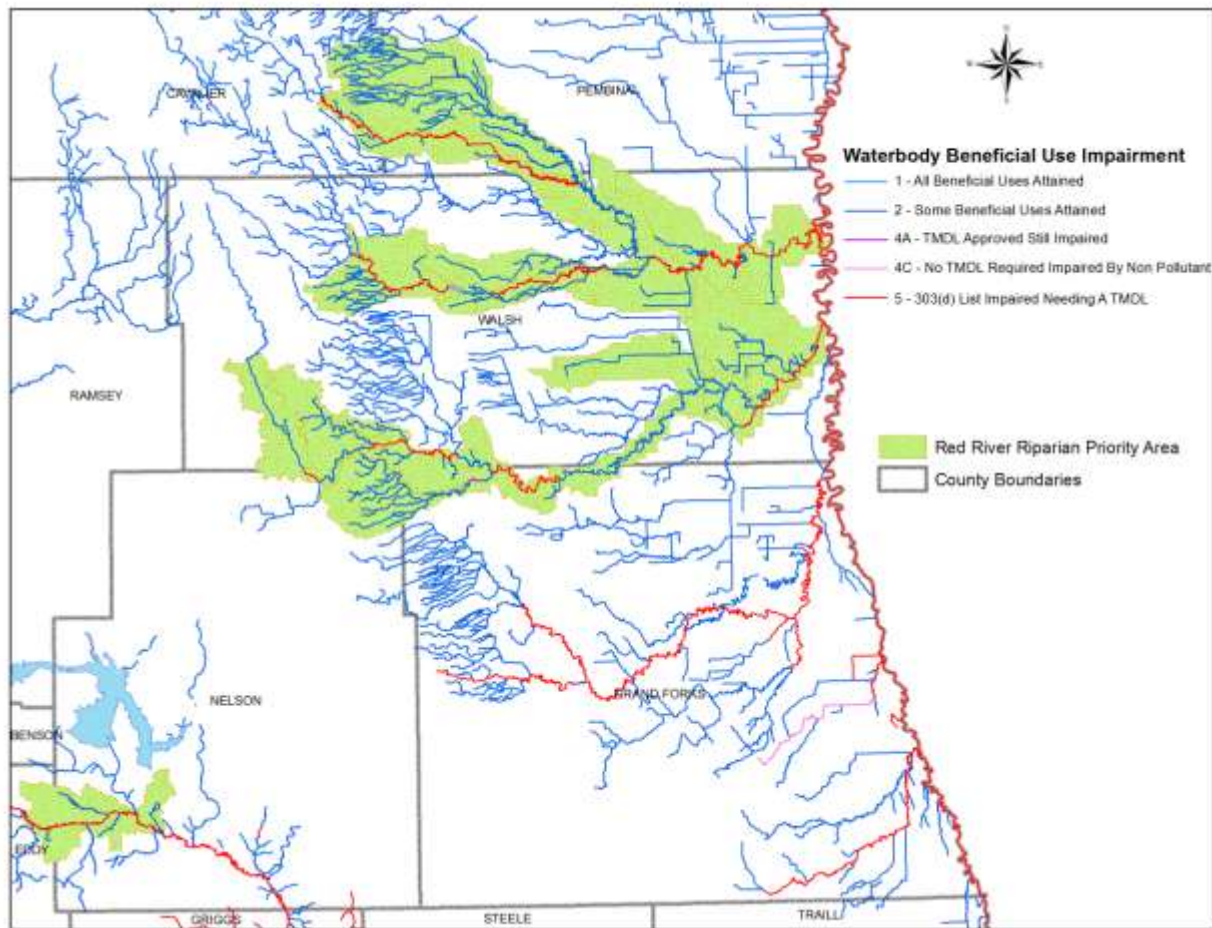 CAVALIER
PEMBINA
Waterbody Beneficial Use Impairment
1 - All Beneficial Uses Attained
2 - Some Beneficial Uses Attained
4A - TMDL Approved Still Impaired
4C - No TMDL Required Impaired By Non Pollutant
5 - 303(d) List Impaired Needing A TMDL
WALSH
RAMSEY
Red River Riparian Priority Area
County Boundaries
NELSON
GRAND FORKS
BENSON
EDDY
GRIGGS
STEELE
TRAILL